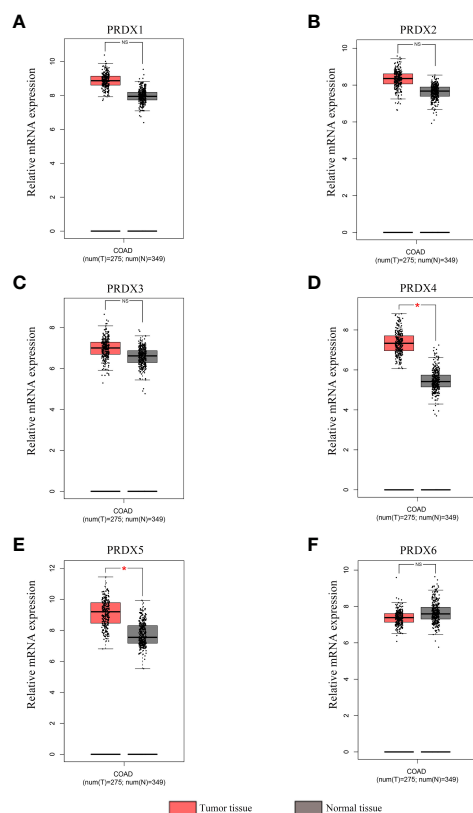 A
PRDX1
NS
Relative mRNA expression
0 2 4 6 8 10
COAD
(num(T)=275; num(N)=349)
B
PRDX2
NS
Relative mRNA expression
0 2 4 6 8 10
COAD
(num(T)=275; num(N)=349)
C
PRDX3
NS
Relative mRNA expression
0 2 4 6 8
COAD
(num(T)=275; num(N)=349)
D
PRDX4
*
Relative mRNA expression
0 2 4 6 8
COAD
(num(T)=275; num(N)=349)
E
PRDX5
*
Relative mRNA expression
0 2 4 6 8 10 12
COAD
(num(T)=275; num(N)=349)
F
PRDX6
NS
Relative mRNA expression
0 2 4 6 8 10
COAD
(num(T)=275; num(N)=349)
Tumor tissue
Normal tissue